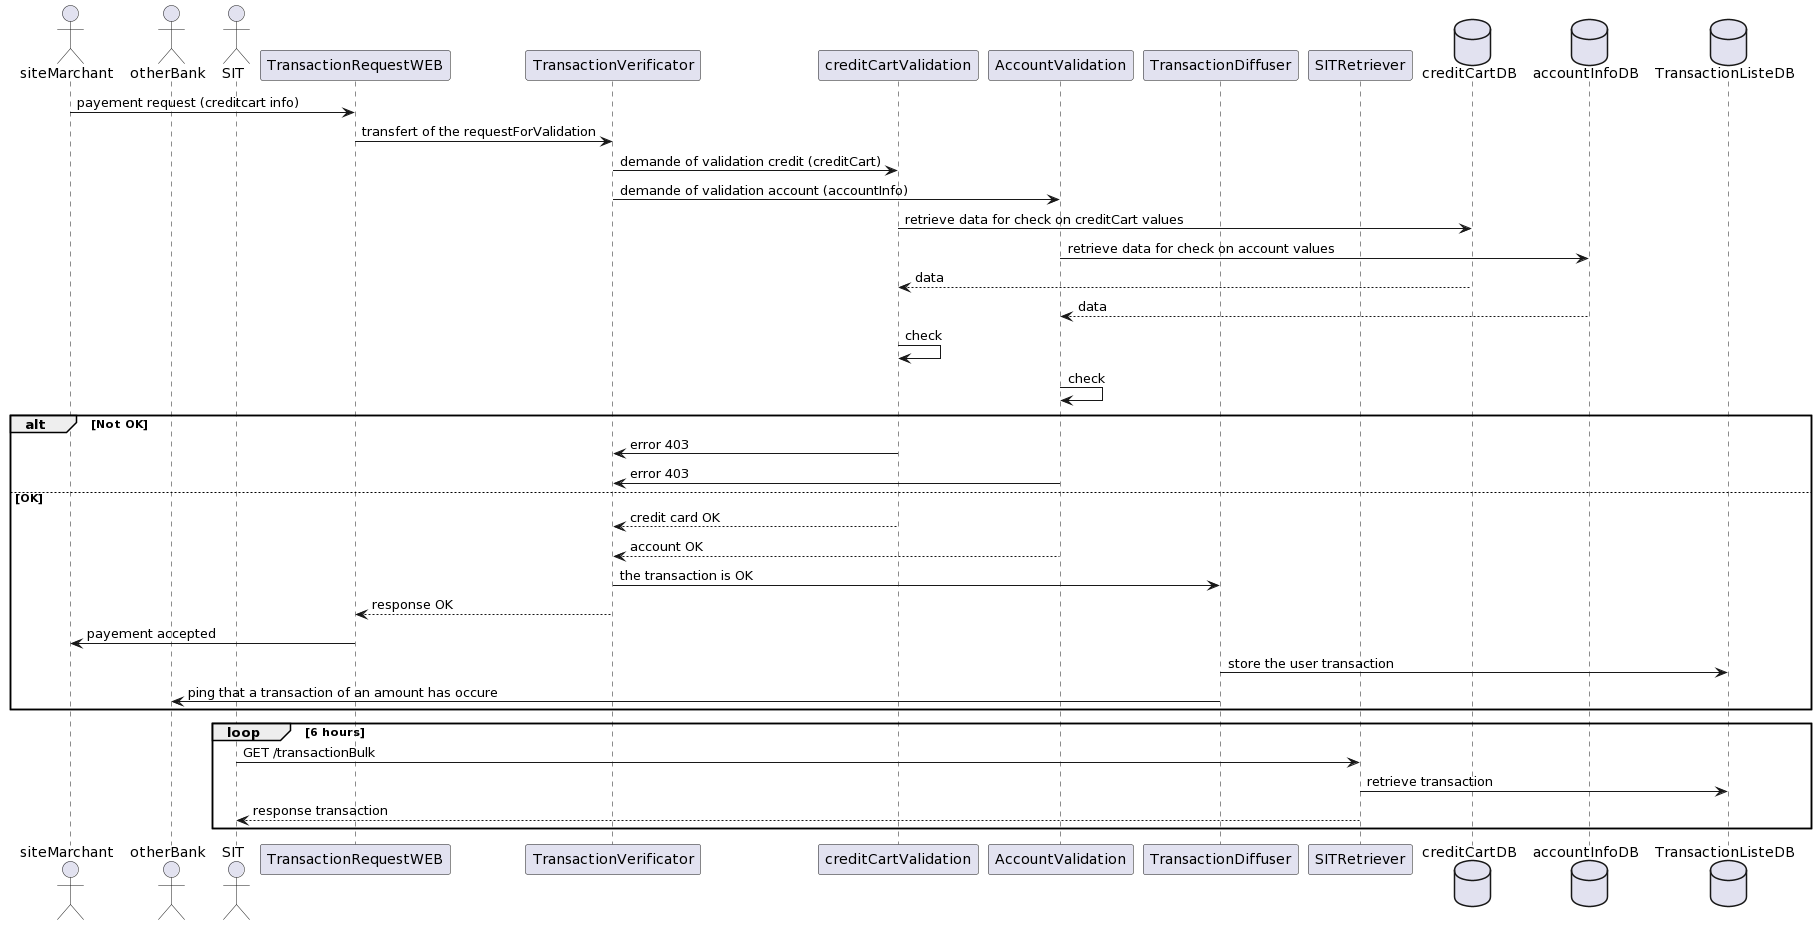 siteMarchant otherBank SIT TransactionRequestWEB TransactionVerificator creditCartValidation AccountValidation TransactionDiffuser SITRetriever creditCartDB accountInfoDB TransactionListeDB
payement request (creditcart info)
transfert of the requestForValidation
demande of validation credit (creditCart)
demande of validation account (accountInfo)
retrieve data for check on creditCart values
retrieve data for check on account values
data
data
check
check
alt [Not OK]
error 403
error 403
[OK]
credit card OK
account OK
the transaction is OK
response OK
payement accepted
store the user transaction
ping that a transaction of an amount has occure
loop [6 hours]
GET /transactionBulk
retrieve transaction
response transaction
siteMarchant otherBank SIT TransactionRequestWEB TransactionVerificator creditCartValidation AccountValidation TransactionDiffuser SITRetriever creditCartDB accountInfoDB TransactionListeDB